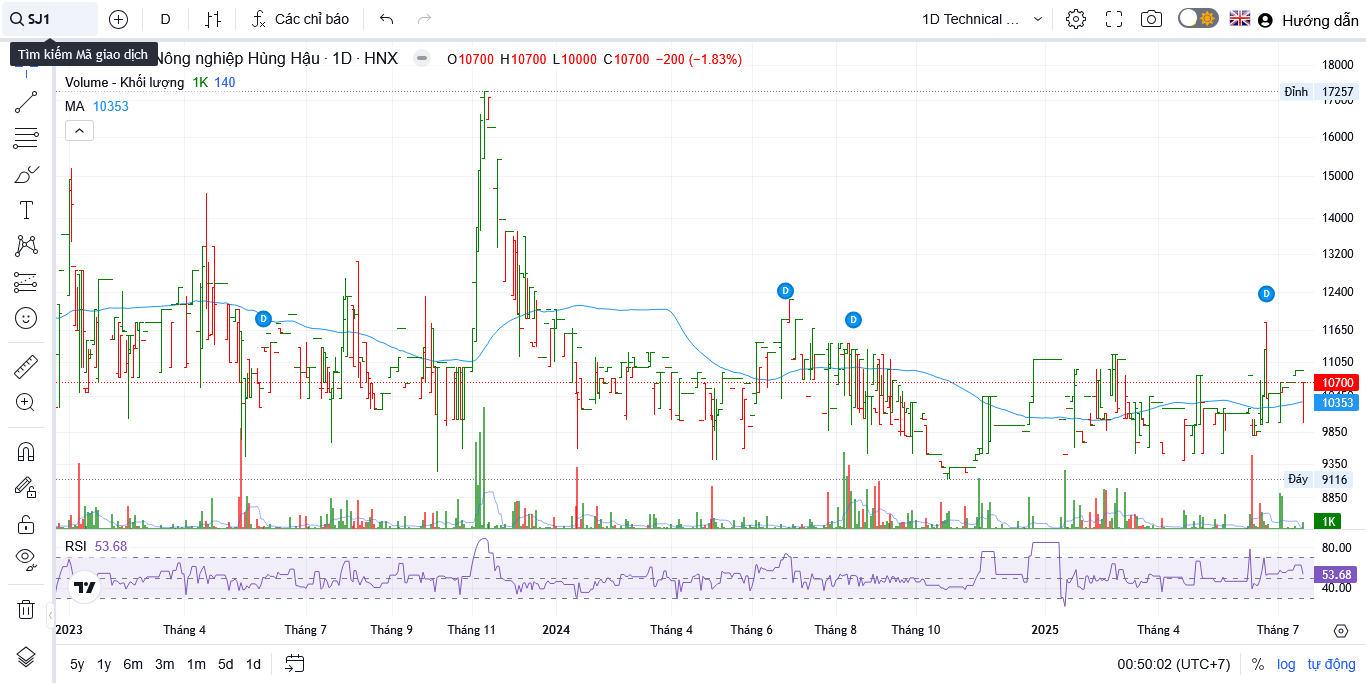 SJ1
D
Các chỉ báo
1D Technical ...
Hướng dẫn
Tìm kiếm Mã giao dịch
Nông nghiệp Hùng Hậu · 1D · HNX
O10700 H10700 L10000 C10700 −200 (−1.83%)
Volume - Khối lượng 1K 140
MA 10353
18000
Đỉnh 17257
17000
16000
15000
14000
13200
12400
11650
11050
10700
10353
9850
9350
Đáy 9116
8850
1K
D
D
D
D
RSI 53.68
80.00
53.68
40.00
2023 Tháng 4 Tháng 7 Tháng 9 Tháng 11 2024 Tháng 4 Tháng 6 Tháng 8 Tháng 10 2025 Tháng 4 Tháng 7
5y 1y 6m 3m 1m 5d 1d
00:50:02 (UTC+7) % log tự động